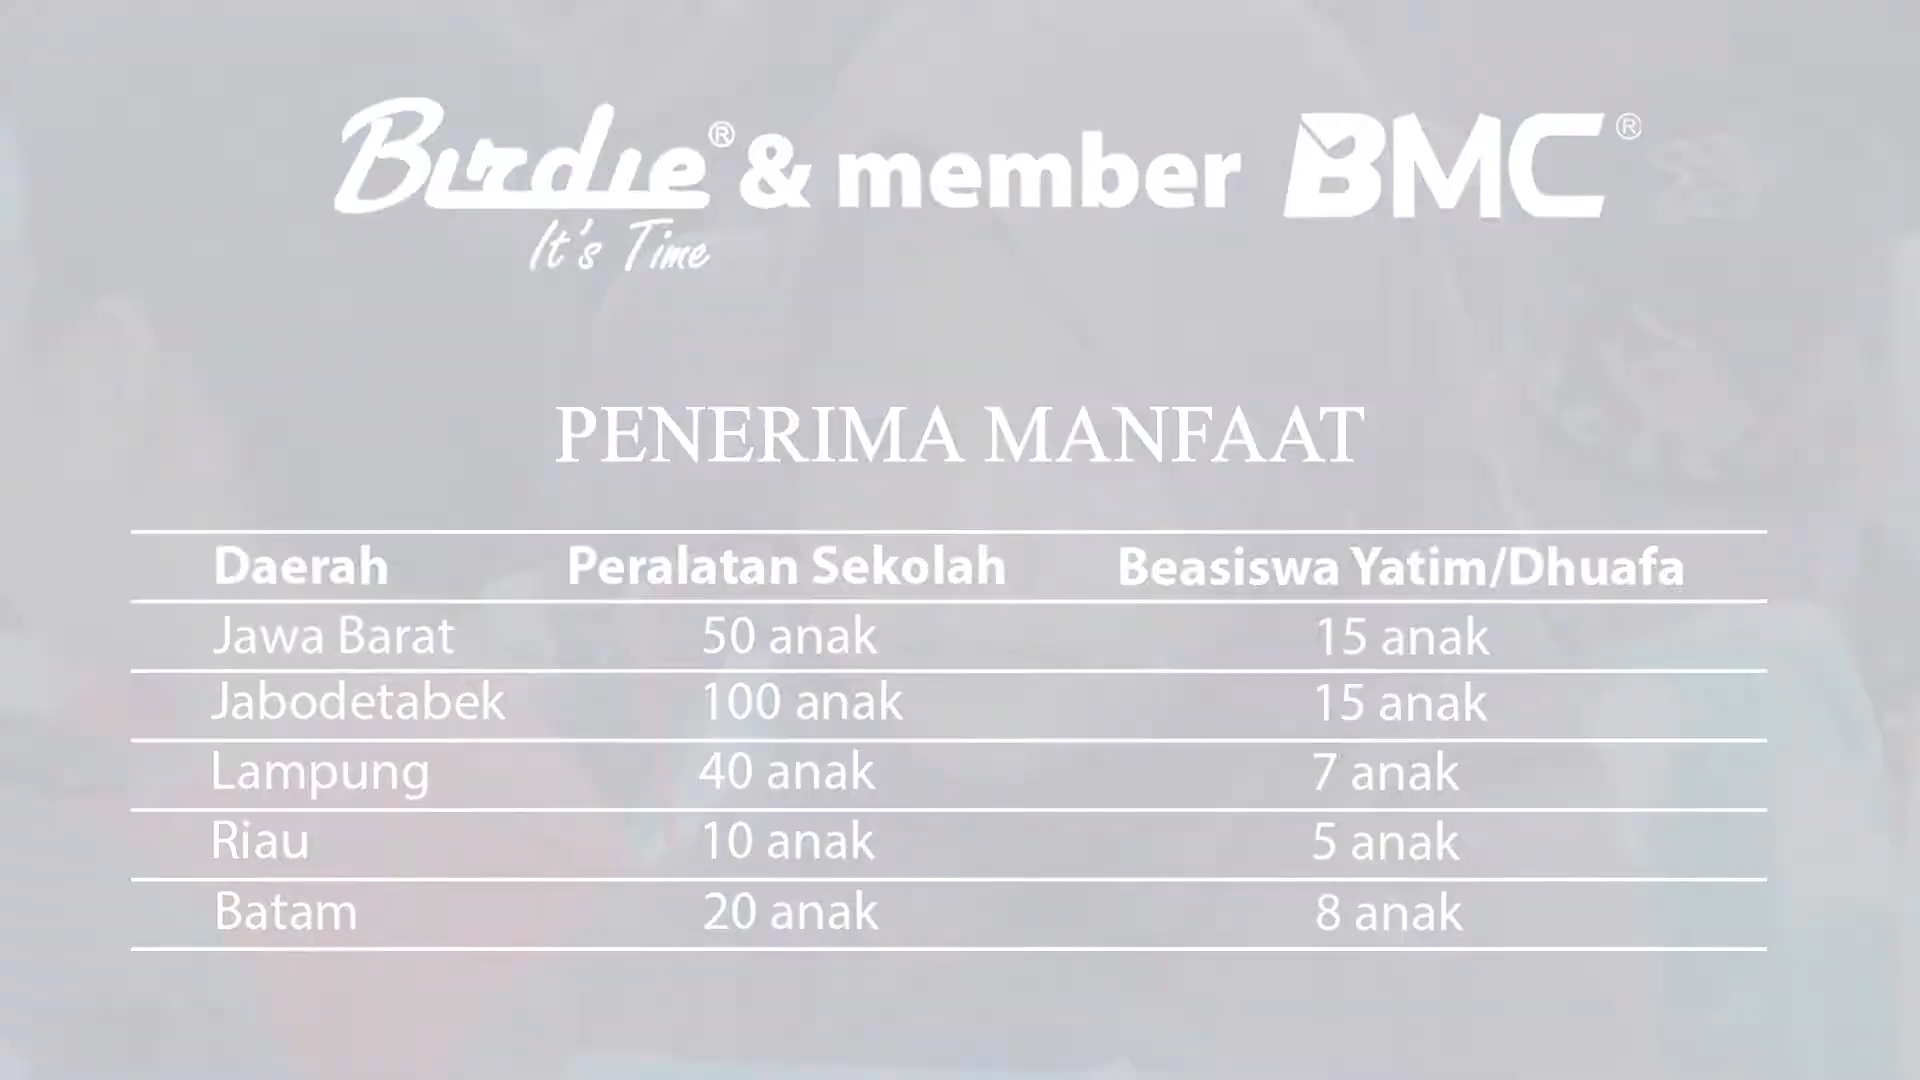 Birdie® & member BMC®
It's Time
PENERIMA MANFAAT
Daerah Peralatan Sekolah Beasiswa Yatim/Dhuafa
Jawa Barat 50 anak 15 anak
Jabodetabek 100 anak 15 anak
Lampung 40 anak 7 anak
Riau 10 anak 5 anak
Batam 20 anak 8 anak